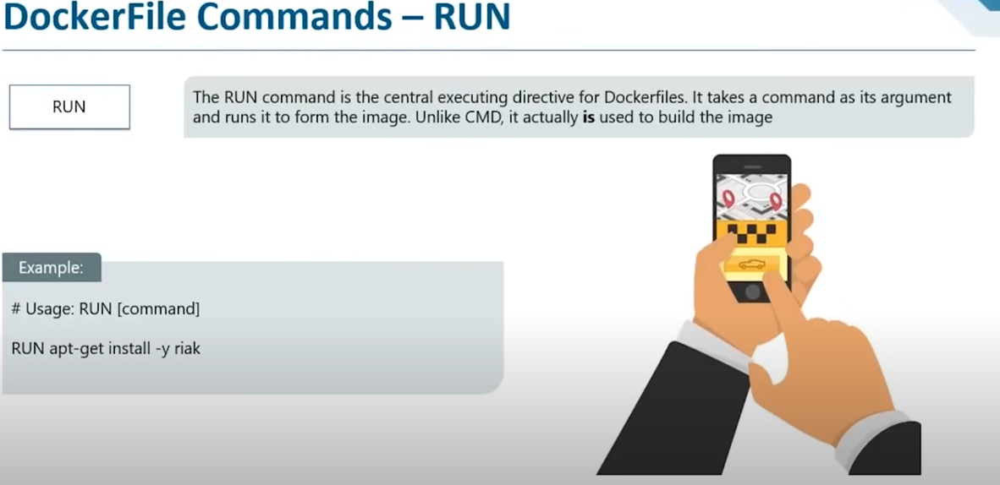 DockerFile Commands – RUN
RUN
The RUN command is the central executing directive for Dockerfiles. It takes a command as its argument
and runs it to form the image. Unlike CMD, it actually is used to build the image
Example:
# Usage: RUN [command]
RUN apt-get install -y riak